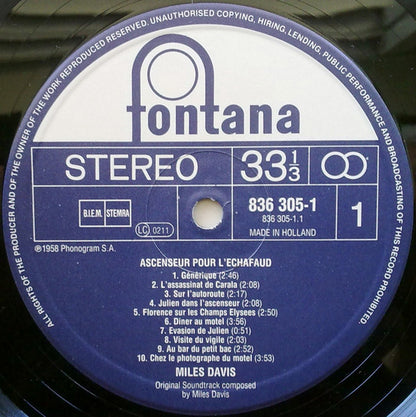 ALL RIGHTS OF THE PRODUCER AND OF THE OWNER OF THE WORK REPRODUCED RESERVED. UNAUTHORISED COPYING, HIRING, LENDING, PUBLIC PERFORMANCE AND BROADCASTING OF THIS RECORD PROHIBITED.
fontana
STEREO 33 1/3
B.I.E.M. STEMRA
LC 0211
836 305-1
836 305-1.1
MADE IN HOLLAND
1
℗1958 Phonogram S.A.
ASCENSEUR POUR L'ECHAFAUD
1. Générique (2:46)
2. L'assassinat de Carala (2:08)
3. Sur l'autoroute (2:17)
4. Julien dans l'ascenseur (2:08)
5. Florence sur les Champs Elysees (2:50)
6. Diner au motel (3:56)
7. Evasion de Julien (0:51)
8. Visite du vigile (2:00)
9. Au bar du petit bac (2:52)
10. Chez le photographe du motel (3:53)
MILES DAVIS
Original Soundtrack composed
by Miles Davis